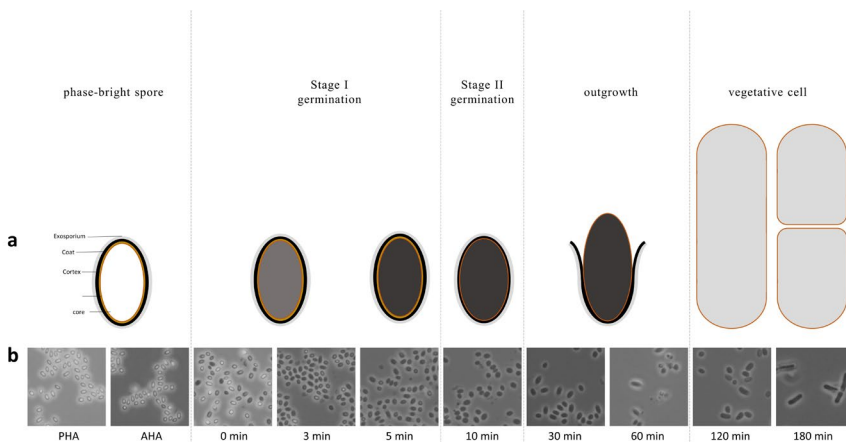 phase-bright spore
Stage I
germination
Stage II
germination
outgrowth
vegetative cell
a
Exosporium
Coat
Cortex
core
b
PHA
AHA
0 min
3 min
5 min
10 min
30 min
60 min
120 min
180 min